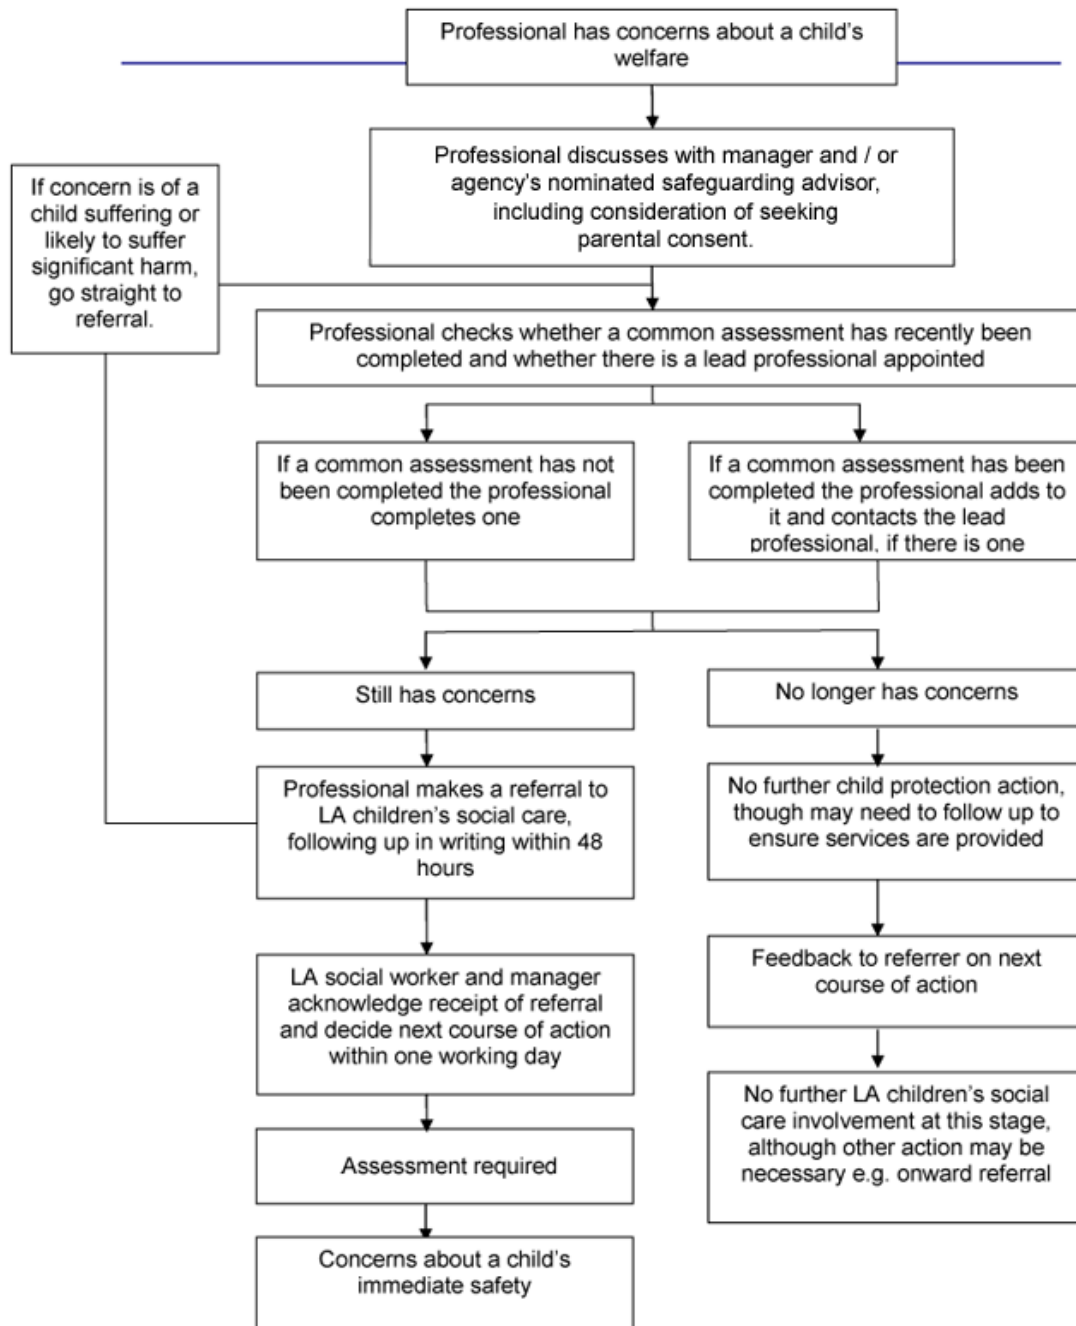 Professional has concerns about a child's
welfare
Professional discusses with manager and / or
agency's nominated safeguarding advisor,
including consideration of seeking
parental consent.
If concern is of a
child suffering or
likely to suffer
significant harm,
go straight to
referral.
Professional checks whether a common assessment has recently been
completed and whether there is a lead professional appointed
If a common assessment has not
been completed the professional
completes one
If a common assessment has been
completed the professional adds to
it and contacts the lead
professional, if there is one
Still has concerns
No longer has concerns
Professional makes a referral to
LA children's social care,
following up in writing within 48
hours
No further child protection action,
though may need to follow up to
ensure services are provided
LA social worker and manager
acknowledge receipt of referral
and decide next course of action
within one working day
Feedback to referrer on next
course of action
No further LA children's social
care involvement at this stage,
although other action may be
necessary e.g. onward referral
Assessment required
Concerns about a child's
immediate safety